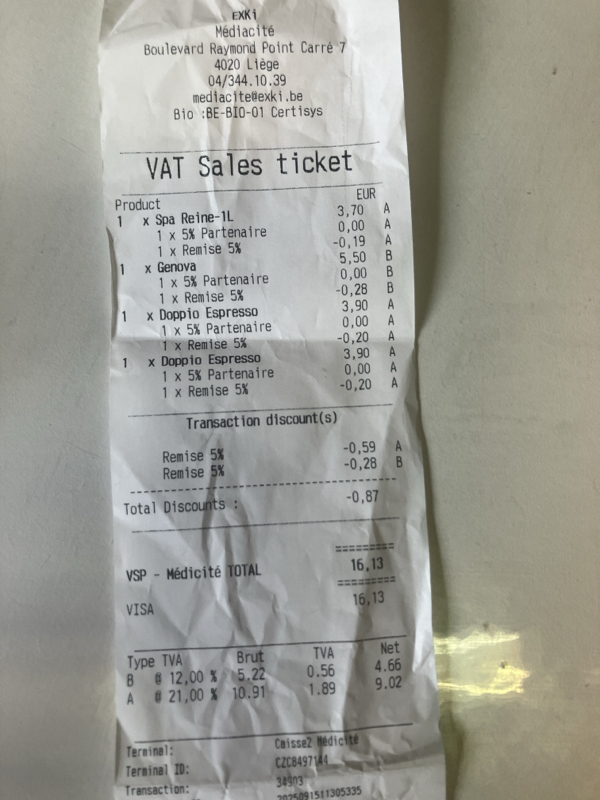 EXKi
Médiacité
Boulevard Raymond Point Carré 7
4020 Liège
04/344.10.39
mediacite@exki.be
Bio :BE-BIO-01 Certisys
VAT Sales ticket
Product EUR
1 x Spa Reine-1L 3,70 A
1 x 5% Partenaire 0,00 A
1 x Remise 5% -0,19 A
1 x Genova 5,50 B
1 x 5% Partenaire 0,00 B
1 x Remise 5% -0,28 B
1 x Doppio Espresso 3,90 A
1 x 5% Partenaire 0,00 A
1 x Remise 5% -0,20 A
1 x Doppio Espresso 3,90 A
1 x 5% Partenaire 0,00 A
1 x Remise 5% -0,20 A
Transaction discount(s)
Remise 5% -0,59 A
Remise 5% -0,28 B
Total Discounts : -0,87
=========
VSP - Médicité TOTAL 16,13
=========
VISA 16,13
Type TVA Brut TVA Net
B @ 12,00 % 5.22 0.56 4.66
A @ 21,00 % 10.91 1.89 9.02
Terminal: Caisse2 Médicité
Terminal ID: CZC8497144
Transaction: 34903
2025091511305335